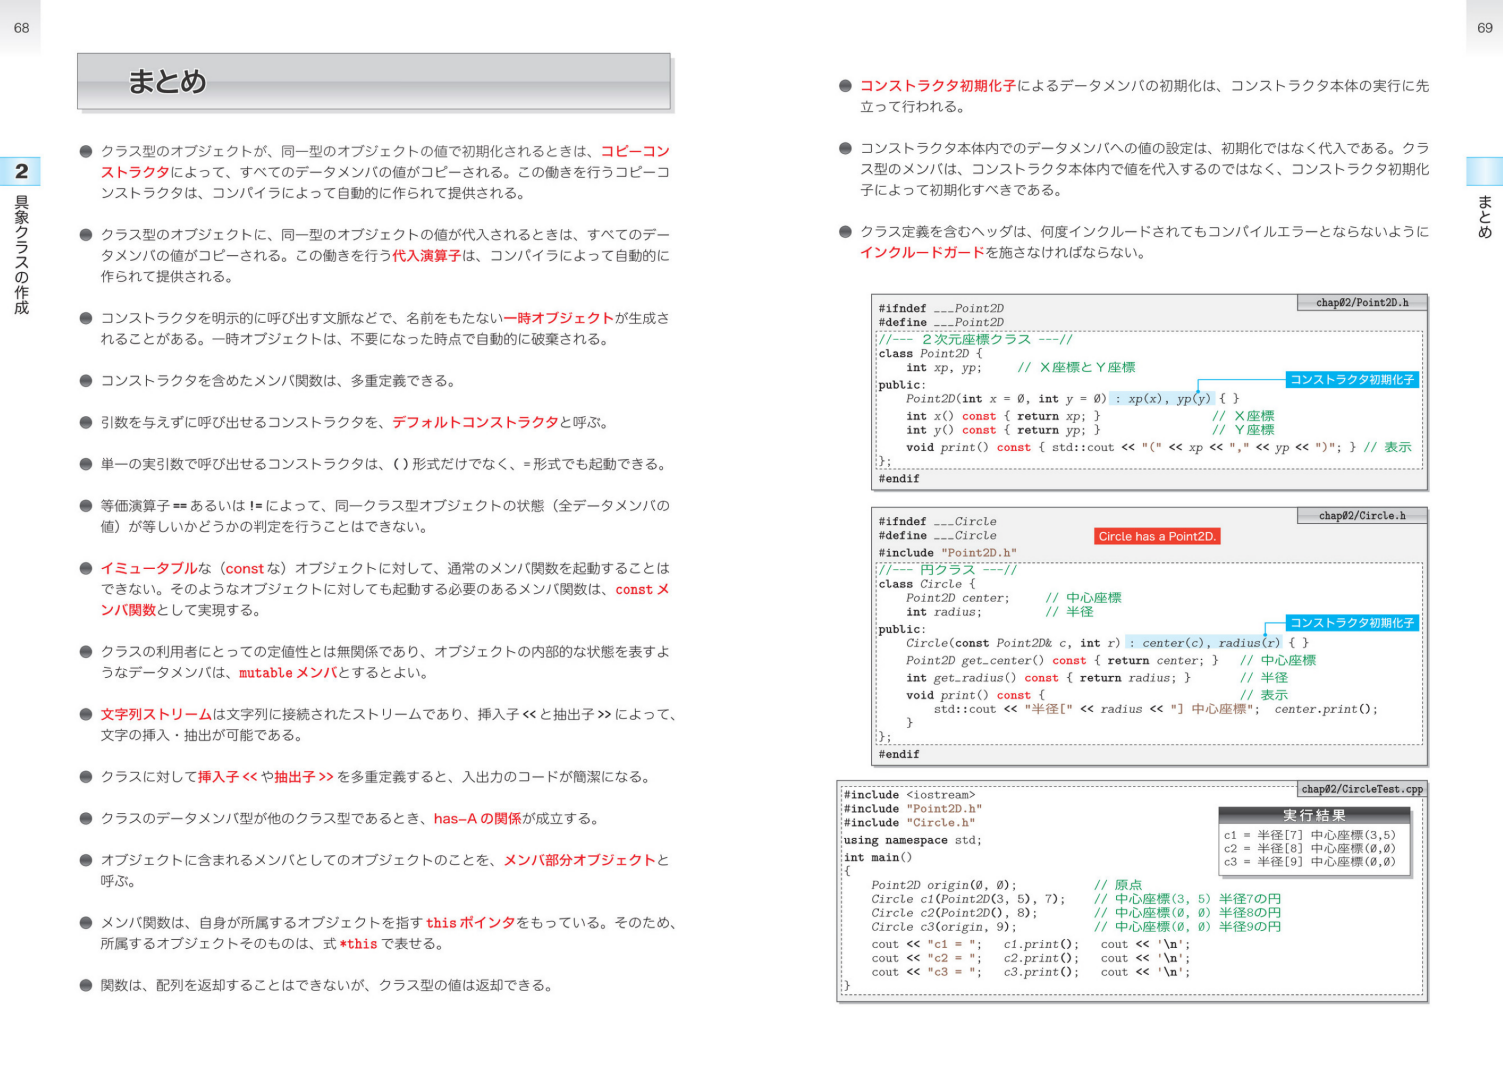 68
まとめ
2
具象クラスの作成
● クラス型のオブジェクトが、同一型のオブジェクトの値で初期化されるときは、コピーコン
ストラクタによって、すべてのデータメンバの値がコピーされる。この働きを行うコピーコ
ンストラクタは、コンパイラによって自動的に作られて提供される。
● クラス型のオブジェクトに、同一型のオブジェクトの値が代入されるときは、すべてのデー
タメンバの値がコピーされる。この働きを行う代入演算子は、コンパイラによって自動的に
作られて提供される。
● コンストラクタを明示的に呼び出す文脈などで、名前をもたない一時オブジェクトが生成さ
れることがある。一時オブジェクトは、不要になった時点で自動的に破棄される。
● コンストラクタを含めたメンバ関数は、多重定義できる。
● 引数を与えずに呼び出せるコンストラクタを、デフォルトコンストラクタと呼ぶ。
● 単一の実引数で呼び出せるコンストラクタは、( ) 形式だけでなく、= 形式でも起動できる。
● 等価演算子 == あるいは != によって、同一クラス型オブジェクトの状態（全データメンバの
値）が等しいかどうかの判定を行うことはできない。
● イミュータブルな（const な）オブジェクトに対して、通常のメンバ関数を起動することは
できない。そのようなオブジェクトに対しても起動する必要のあるメンバ関数は、const メ
ンバ関数として実現する。
● クラスの利用者にとっての定値性とは無関係であり、オブジェクトの内部的な状態を表すよ
うなデータメンバは、mutable メンバとするとよい。
● 文字列ストリームは文字列に接続されたストリームであり、挿入子 << と抽出子 >> によって、
文字の挿入・抽出が可能である。
● クラスに対して挿入子 << や抽出子 >> を多重定義すると、入出力のコードが簡潔になる。
● クラスのデータメンバ型が他のクラス型であるとき、has–A の関係が成立する。
● オブジェクトに含まれるメンバとしてのオブジェクトのことを、メンバ部分オブジェクトと
呼ぶ。
● メンバ関数は、自身が所属するオブジェクトを指す this ポインタをもっている。そのため、
所属するオブジェクトそのものは、式 *this で表せる。
● 関数は、配列を返却することはできないが、クラス型の値は返却できる。
69
まとめ
● コンストラクタ初期化子によるデータメンバの初期化は、コンストラクタ本体の実行に先
立って行われる。
● コンストラクタ本体内でのデータメンバへの値の設定は、初期化ではなく代入である。クラ
ス型のメンバは、コンストラクタ本体内で値を代入するのではなく、コンストラクタ初期化
子によって初期化すべきである。
● クラス定義を含むヘッダは、何度インクルードされてもコンパイルエラーとならないように
インクルードガードを施さなければならない。
chap02/Point2D.h
#ifndef ___Point2D
#define ___Point2D
//--- 2次元座標クラス ---//
class Point2D {
int xp, yp; // X座標とY座標
public: コンストラクタ初期化子
Point2D(int x = 0, int y = 0) : xp(x), yp(y) { }
int x() const { return xp; } // X座標
int y() const { return yp; } // Y座標
void print() const { std::cout << "(" << xp << "," << yp << ")"; } // 表示
};
#endif
chap02/Circle.h
#ifndef ___Circle
#define ___Circle
Circle has a Point2D.
#include "Point2D.h"
//--- 円クラス ---//
class Circle {
Point2D center; // 中心座標
int radius; // 半径
public: コンストラクタ初期化子
Circle(const Point2D& c, int r) : center(c), radius(r) { }
Point2D get_center() const { return center; } // 中心座標
int get_radius() const { return radius; } // 半径
void print() const { // 表示
std::cout << "半径[" << radius << "] 中心座標"; center.print();
}
};
#endif
chap02/CircleTest.cpp
#include <iostream>
#include "Point2D.h"
#include "Circle.h"
using namespace std;
int main()
{
Point2D origin(0, 0); // 原点
Circle c1(Point2D(3, 5), 7); // 中心座標(3, 5) 半径7の円
Circle c2(Point2D(), 8); // 中心座標(0, 0) 半径8の円
Circle c3(origin, 9); // 中心座標(0, 0) 半径9の円
cout << "c1 = "; c1.print(); cout << '\n';
cout << "c2 = "; c2.print(); cout << '\n';
cout << "c3 = "; c3.print(); cout << '\n';
}
実行結果
c1 = 半径[7] 中心座標(3,5)
c2 = 半径[8] 中心座標(0,0)
c3 = 半径[9] 中心座標(0,0)